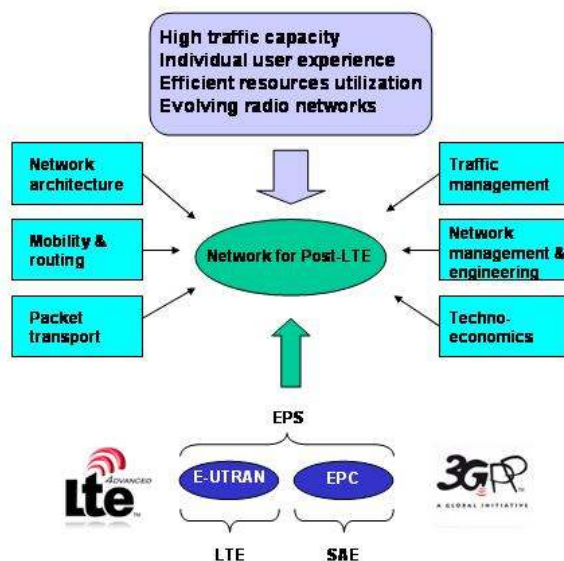 High traffic capacity
Individual user experience
Efficient resources utilization
Evolving radio networks
Network
architecture
Traffic
management
Mobility &
routing
Network for Post-LTE
Network
management &
engineering
Packet
transport
Techno-
economics
EPS
E-UTRAN
EPC
ADVANCED
Lte
TM
3GPP
TM
A GLOBAL INITIATIVE
LTE
SAE